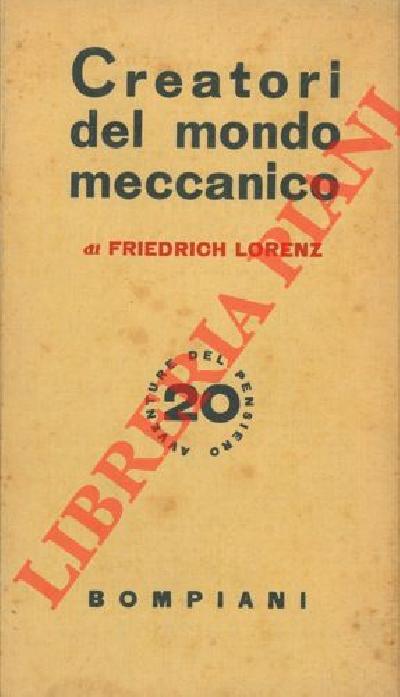 Creatori
del mondo
meccanico
di FRIEDRICH LORENZ
AVVENTURE DEL PENSIERO
20
BOMPIANI
LIBRERIA PIANI